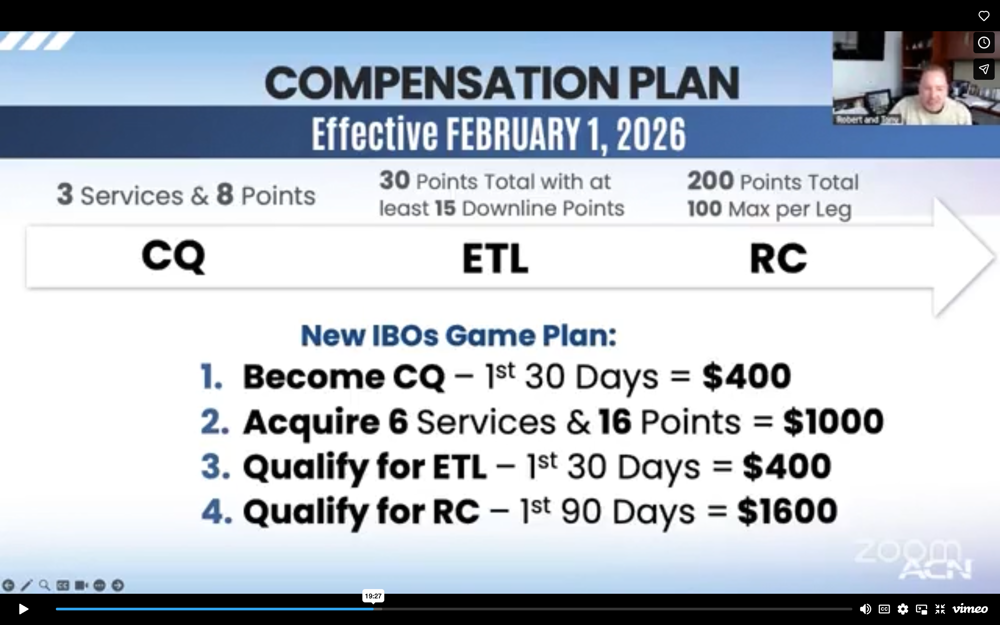 COMPENSATION PLAN
Effective FEBRUARY 1, 2026
Robert and Tony
3 Services & 8 Points
30 Points Total with at
least 15 Downline Points
200 Points Total
100 Max per Leg
CQ
ETL
RC
New IBOs Game Plan:
1. Become CQ – 1st 30 Days = $400
2. Acquire 6 Services & 16 Points = $1000
3. Qualify for ETL – 1st 30 Days = $400
4. Qualify for RC – 1st 90 Days = $1600
zoom
ACN
CC
19:27
CC
vimeo